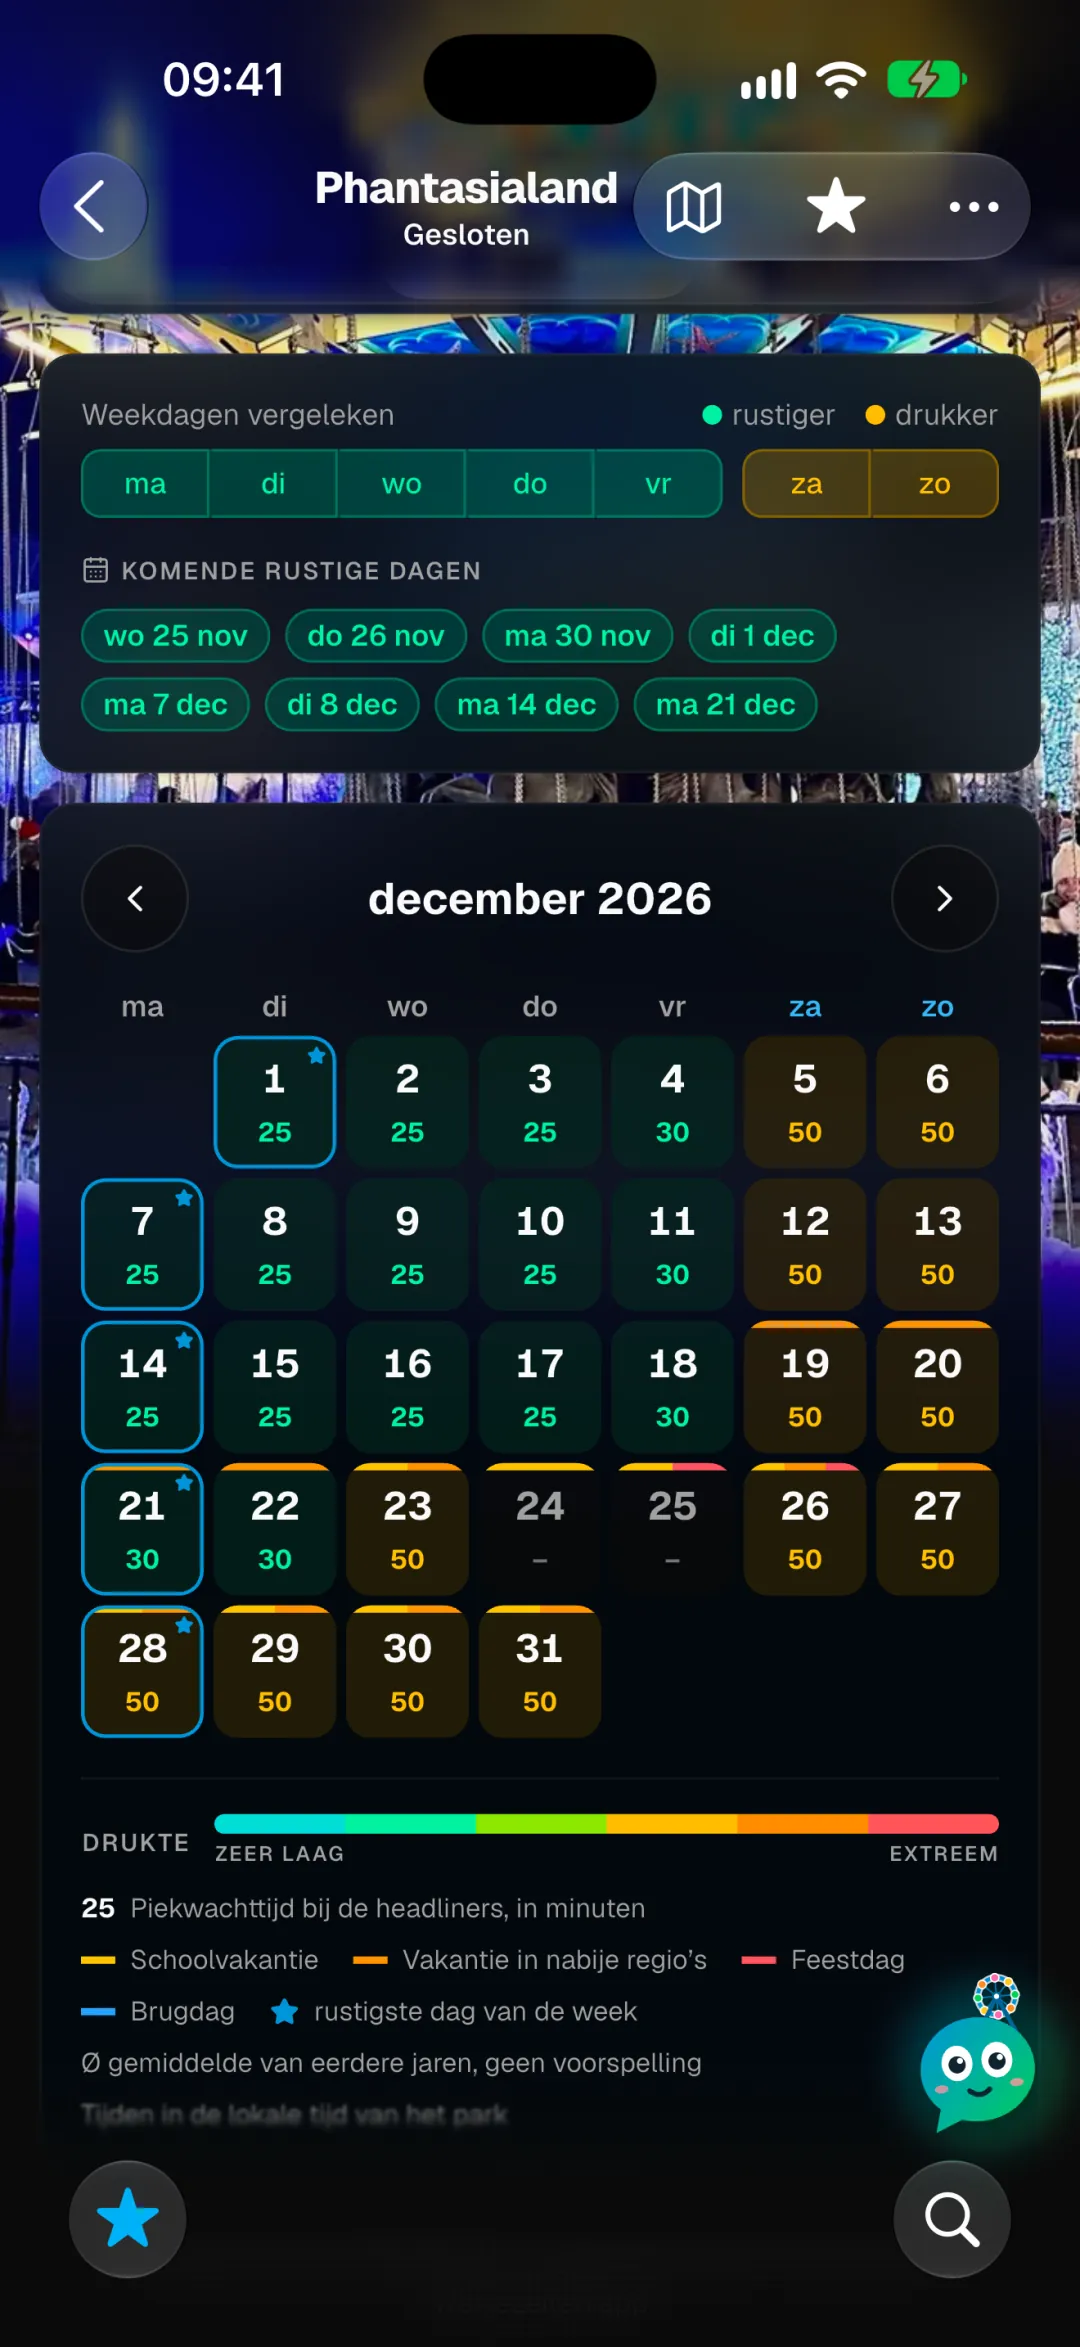 09:41
Phantasialand
Gesloten
Weekdagen vergeleken rustiger drukker
ma di wo do vr za zo
KOMENDE RUSTIGE DAGEN
wo 25 nov do 26 nov ma 30 nov di 1 dec
ma 7 dec di 8 dec ma 14 dec ma 21 dec
december 2026
ma di wo do vr za zo
1 2 3 4 5 6
25 25 25 30 50 50
7 8 9 10 11 12 13
25 25 25 25 30 50 50
14 15 16 17 18 19 20
25 25 25 25 30 50 50
21 22 23 24 25 26 27
30 30 50 – – 50 50
28 29 30 31
50 50 50 50
DRUKTE
ZEER LAAG EXTREEM
25 Piekwachttijd bij de headliners, in minuten
Schoolvakantie Vakantie in nabije regio's Feestdag
Brugdag rustigste dag van de week
Ø gemiddelde van eerdere jaren, geen voorspelling
Tijden in de lokale tijd van het park